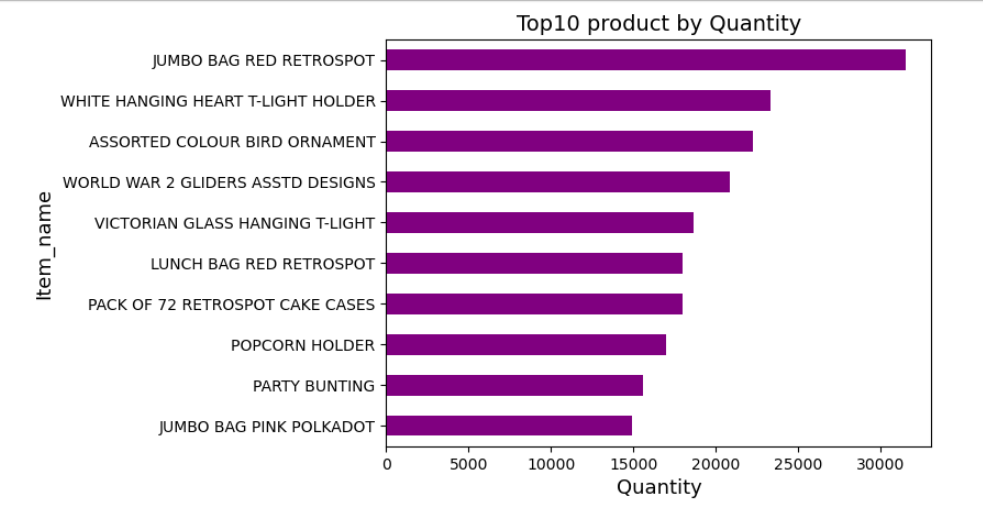 Top10 product by Quantity
JUMBO BAG RED RETROSPOT
WHITE HANGING HEART T-LIGHT HOLDER
ASSORTED COLOUR BIRD ORNAMENT
WORLD WAR 2 GLIDERS ASSTD DESIGNS
VICTORIAN GLASS HANGING T-LIGHT
LUNCH BAG RED RETROSPOT
PACK OF 72 RETROSPOT CAKE CASES
POPCORN HOLDER
PARTY BUNTING
JUMBO BAG PINK POLKADOT
Item_name
0 5000 10000 15000 20000 25000 30000
Quantity